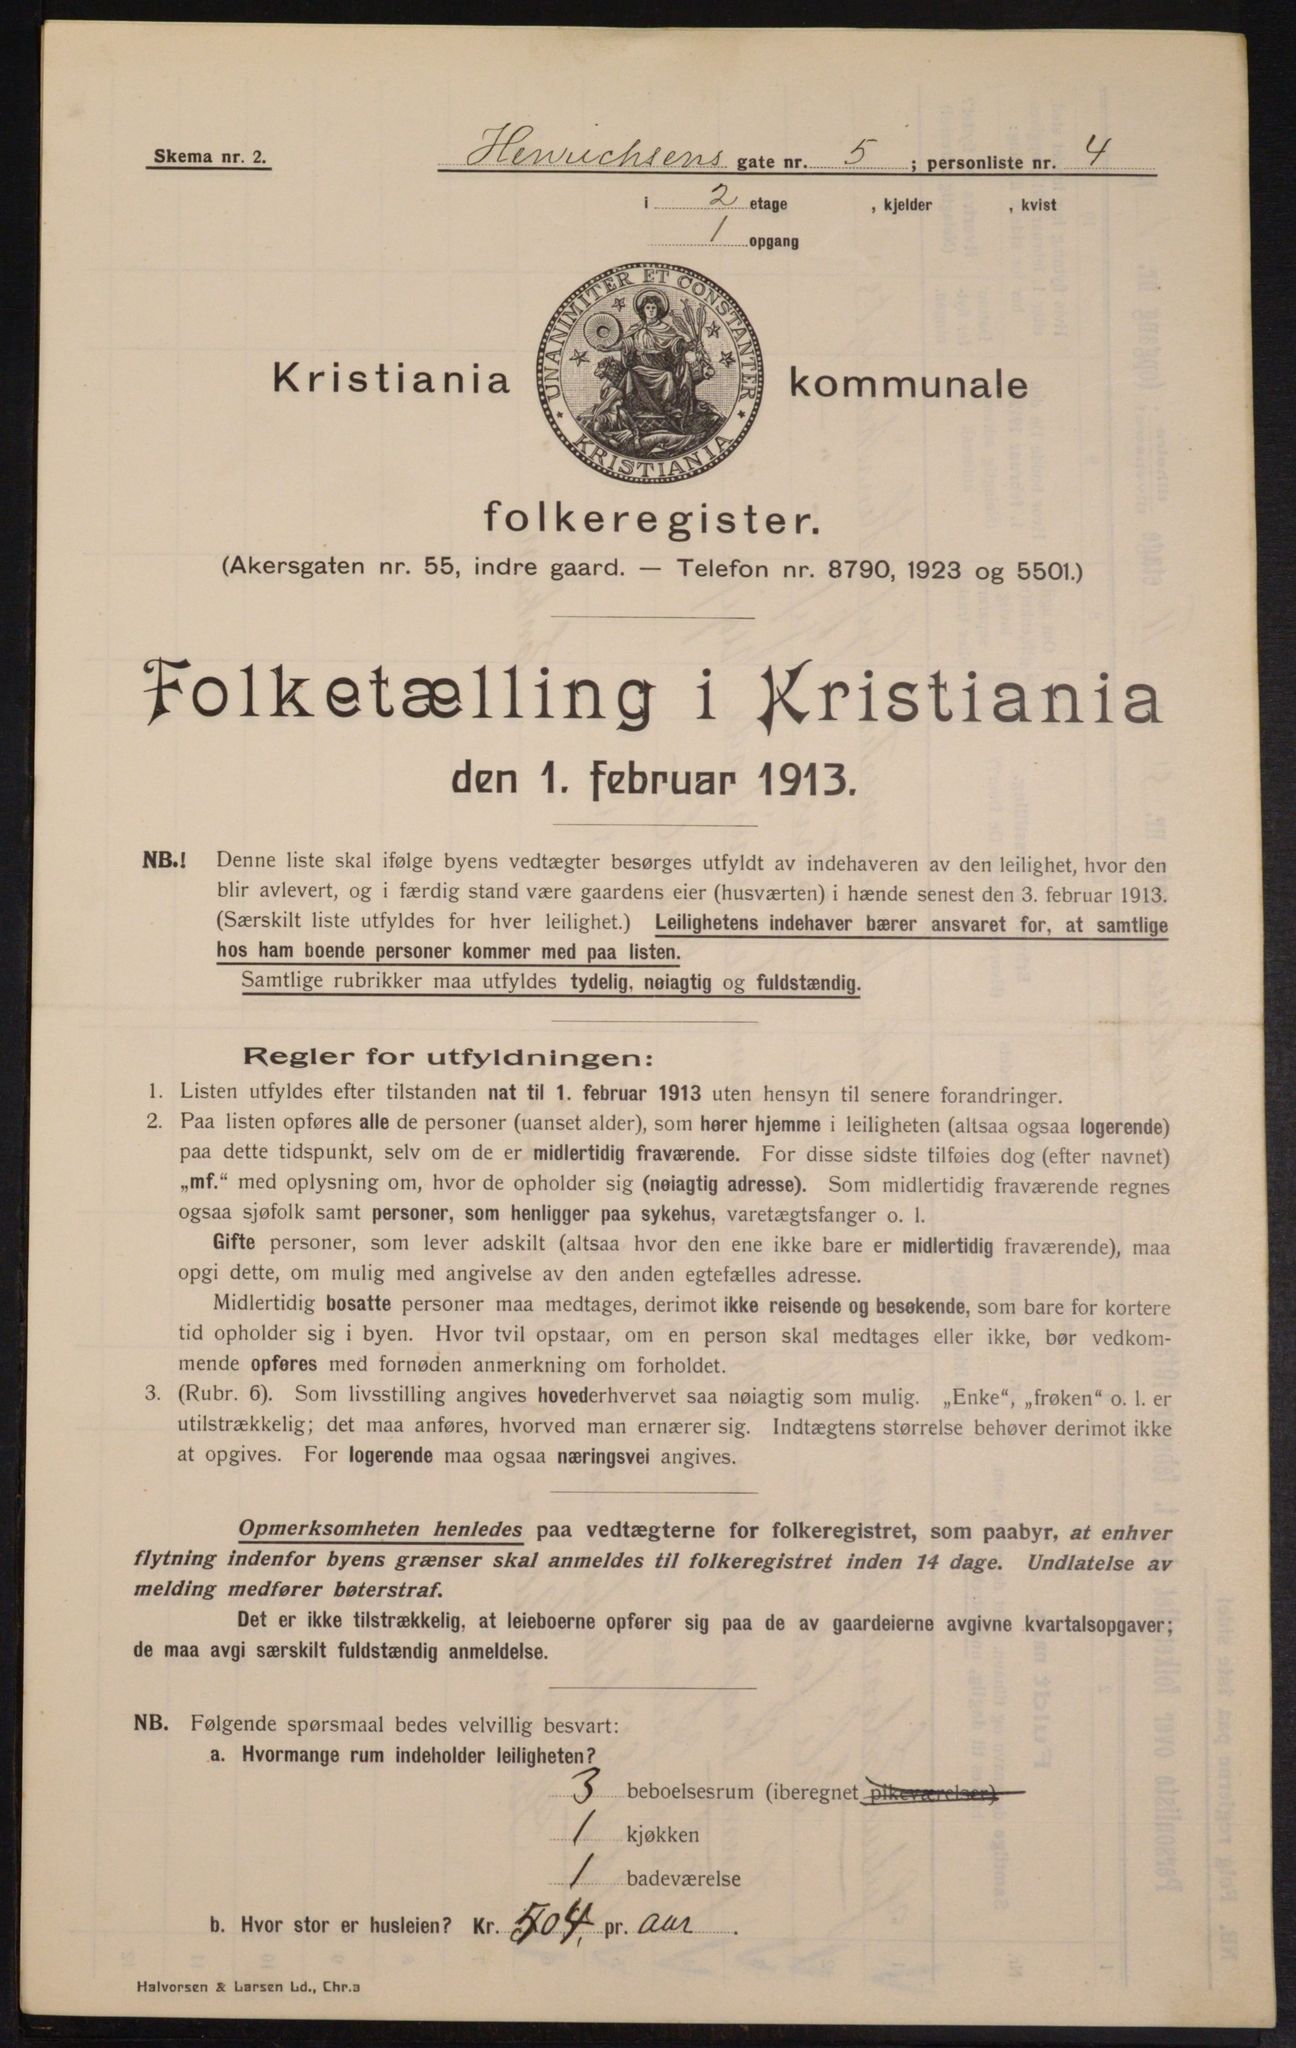 Skema nr. 2.
Henrichsens gate nr. 5 ; personliste nr. 4
i 2 etage , kjelder , kvist
1 opgang
UNANIMITER ET CONSTANTER
KRISTIANIA
Kristiania kommunale
folkeregister.
(Akersgaten nr. 55, indre gaard. — Telefon nr. 8790, 1923 og 5501.)
Folketælling i Kristiania
den 1. februar 1913.
NB.! Denne liste skal ifølge byens vedtægter besørges utfyldt av indehaveren av den leilighet, hvor den
blir avlevert, og i færdig stand være gaardens eier (husværten) i hænde senest den 3. februar 1913.
(Særskilt liste utfyldes for hver leilighet.) Leilighetens indehaver bærer ansvaret for, at samtlige
hos ham boende personer kommer med paa listen.
Samtlige rubrikker maa utfyldes tydelig, nøiagtig og fuldstændig.
Regler for utfyldningen:
1. Listen utfyldes efter tilstanden nat til 1. februar 1913 uten hensyn til senere forandringer.
2. Paa listen opføres alle de personer (uanset alder), som hører hjemme i leiligheten (altsaa ogsaa logerende)
paa dette tidspunkt, selv om de er midlertidig fraværende. For disse sidste tilføies dog (efter navnet)
„mf.“ med oplysning om, hvor de opholder sig (nøiagtig adresse). Som midlertidig fraværende regnes
ogsaa sjøfolk samt personer, som henligger paa sykehus, varetægtsfanger o. l.
Gifte personer, som lever adskilt (altsaa hvor den ene ikke bare er midlertidig fraværende), maa
opgi dette, om mulig med angivelse av den anden egtefælles adresse.
Midlertidig bosatte personer maa medtages, derimot ikke reisende og besøkende, som bare for kortere
tid opholder sig i byen. Hvor tvil opstaar, om en person skal medtages eller ikke, bør vedkom-
mende opføres med fornøden anmerkning om forholdet.
3. (Rubr. 6). Som livsstilling angives hovederhvervet saa nøiagtig som mulig. „Enke“, „frøken“ o. l. er
utilstrækkelig; det maa anføres, hvorved man ernærer sig. Indtægtens størrelse behøver derimot ikke
at opgives. For logerende maa ogsaa næringsvei angives.
Opmerksomheten henledes paa vedtægterne for folkeregistret, som paabyr, at enhver
flytning indenfor byens grænser skal anmeldes til folkeregistret inden 14 dage. Undlatelse av
melding medfører bøterstraf.
Det er ikke tilstrækkelig, at leieboerne opfører sig paa de av gaardeierne avgivne kvartalsopgaver;
de maa avgi særskilt fuldstændig anmeldelse.
NB. Følgende spørsmaal bedes velvillig besvart:
a. Hvormange rum indeholder leiligheten?
3 beboelsesrum (iberegnet pikeværelser)
1 kjøkken
1 badeværelse
b. Hvor stor er husleien? Kr. 504, pr. aar .
Halvorsen & Larsen Ld., Chr.a